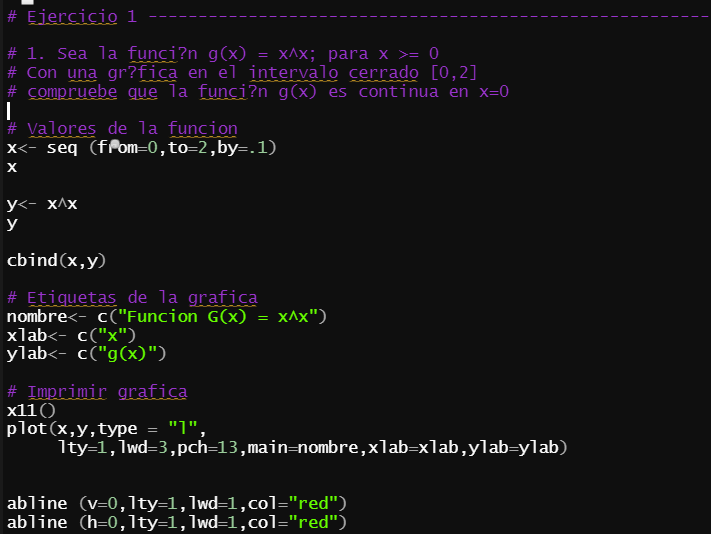 # Ejercicio 1 --------------------------------------------------------
# 1. Sea la funci?n g(x) = x^x; para x >= 0
# Con una gr?fica en el intervalo cerrado [0,2]
# compruebe que la funci?n g(x) es continua en x=0
# Valores de la funcion
x<- seq (from=0,to=2,by=.1)
x
y<- x^x
y
cbind(x,y)
# Etiquetas de la grafica
nombre<- c("Funcion G(x) = x^x")
xlab<- c("x")
ylab<- c("g(x)")
# Imprimir grafica
x11()
plot(x,y,type = "l",
lty=1,lwd=3,pch=13,main=nombre,xlab=xlab,ylab=ylab)
abline (v=0,lty=1,lwd=1,col="red")
abline (h=0,lty=1,lwd=1,col="red")